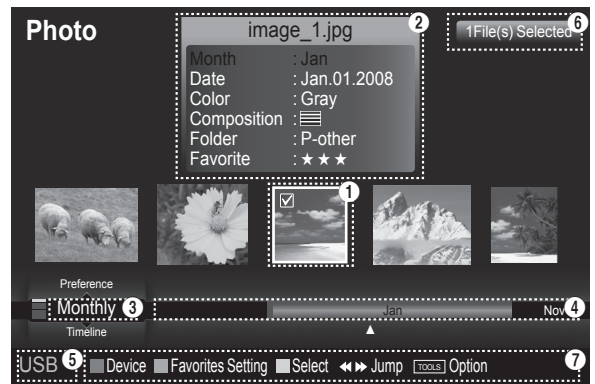 Photo
image_1.jpg
2
1File(s) Selected
6
Month : Jan
Date : Jan.01.2008
Color : Gray
Composition :
Folder : P-other
Favorite : ★★★
1
Preference
Monthly 3
Timeline
Jan
Nov 4
USB 5
Device Favorites Setting Select Jump TOOLS Option 7